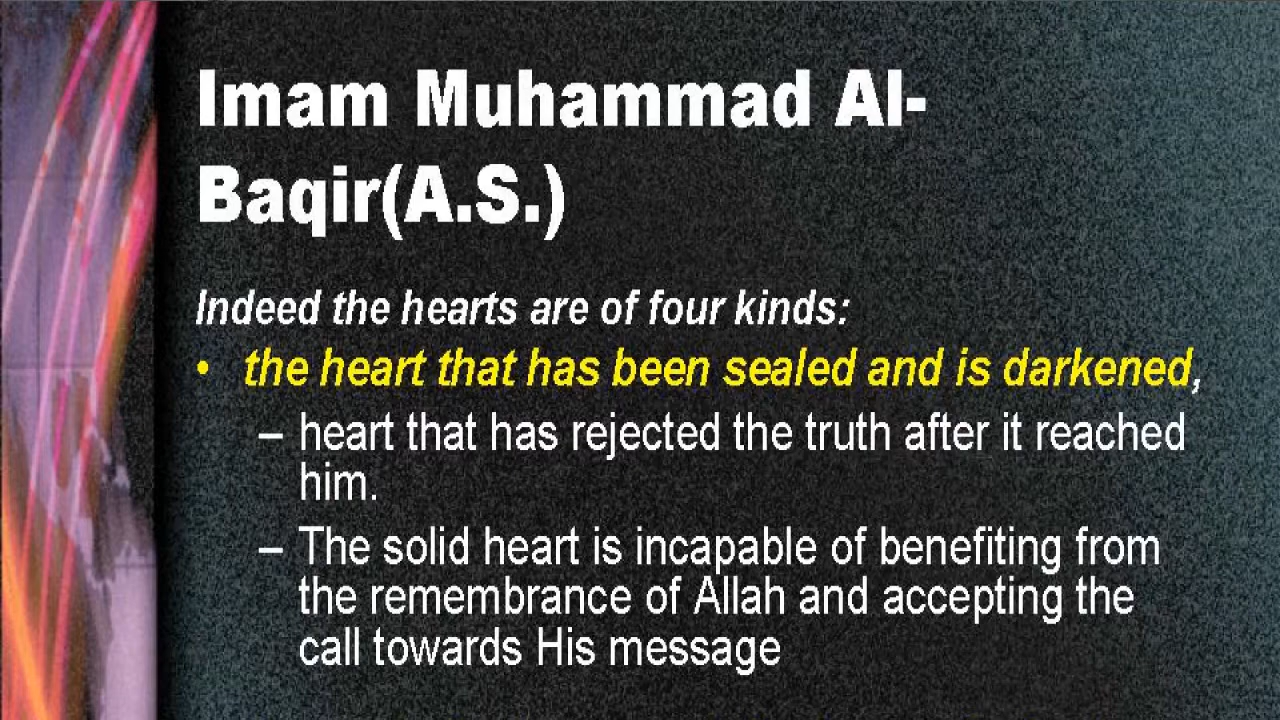 Imam Muhammad Al-
Baqir(A.S.)
Indeed the hearts are of four kinds:
• the heart that has been sealed and is darkened,
– heart that has rejected the truth after it reached
him.
– The solid heart is incapable of benefiting from
the remembrance of Allah and accepting the
call towards His message